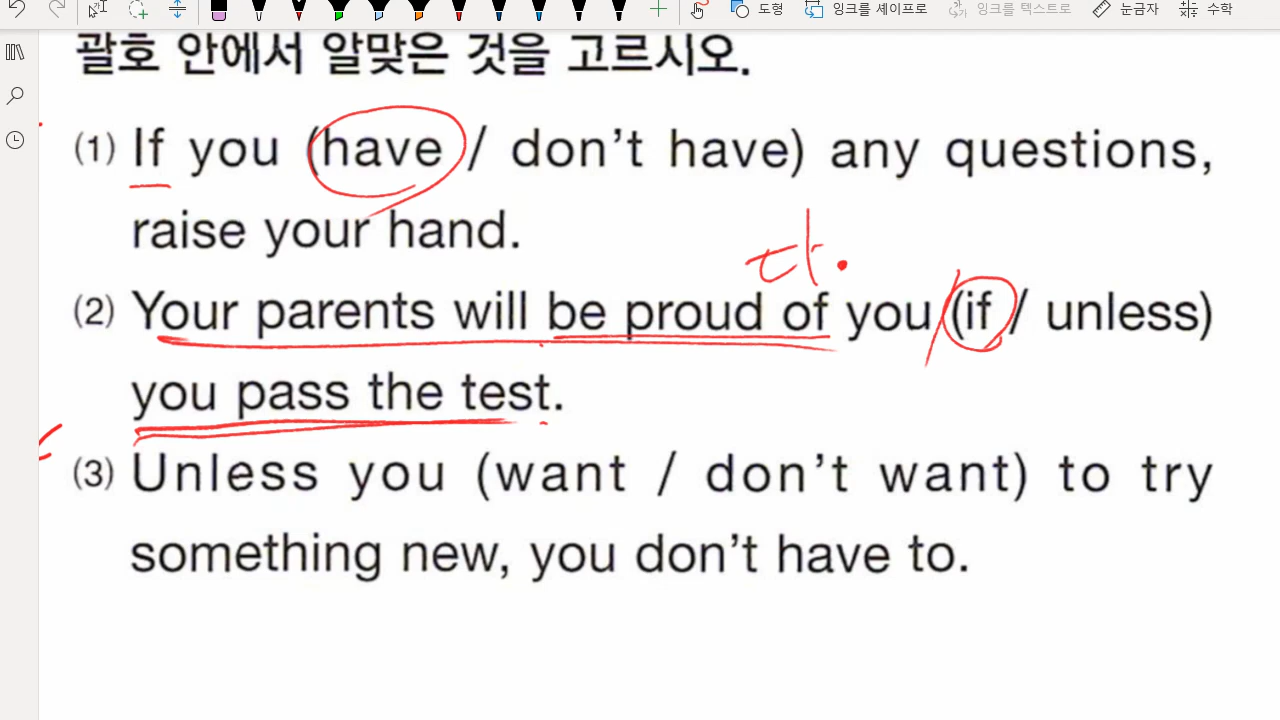 도형 잉크를 셰이프로 잉크를 텍스트로 눈금자 수학
괄호 안에서 알맞은 것을 고르시오.
(1) If you (have / don't have) any questions,
raise your hand.
다.
(2) Your parents will be proud of you (if / unless)
you pass the test.
(3) Unless you (want / don't want) to try
something new, you don't have to.